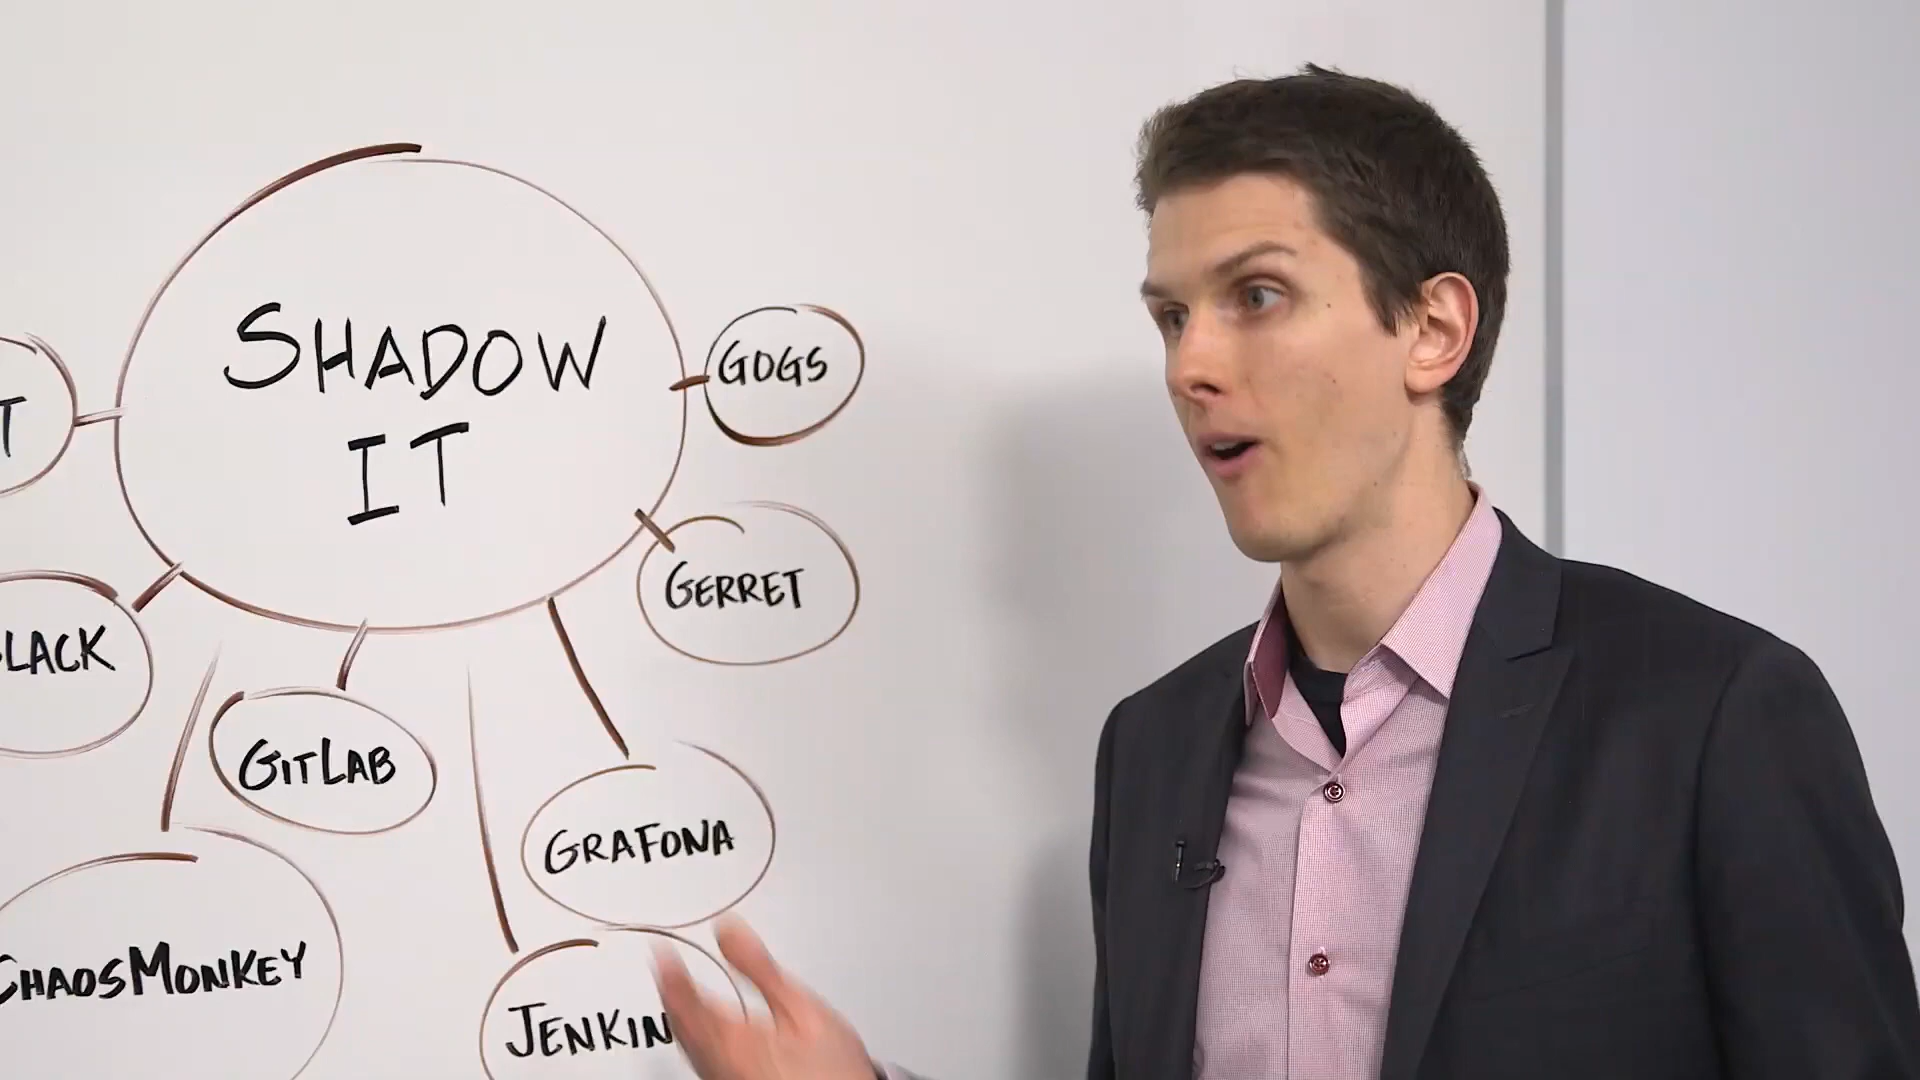 SHADOW
IT
GOGS
T
GERRET
LACK
GITLAB
GRAFONA
CHAOSMONKEY
JENKIN